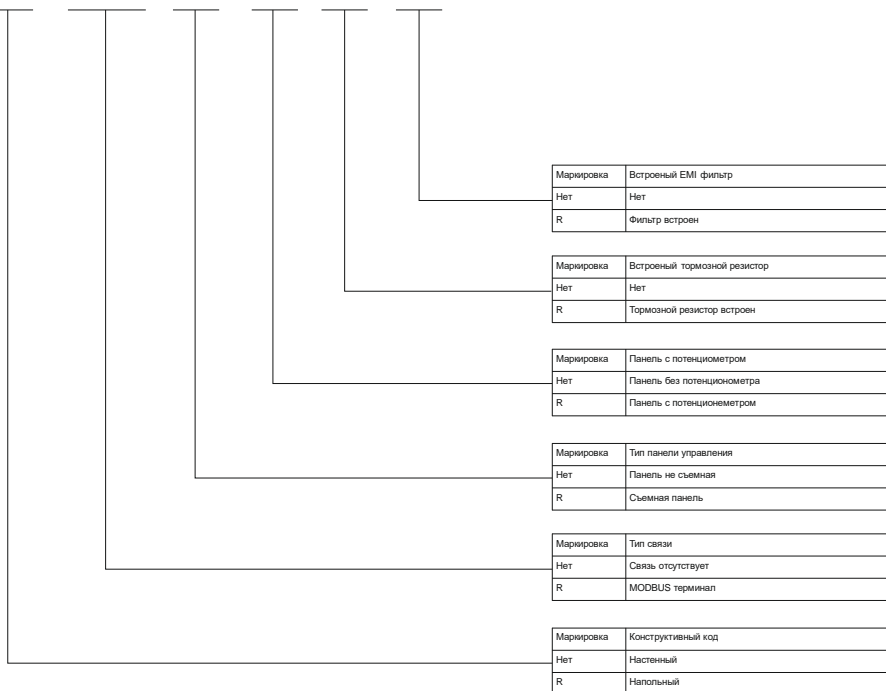 Маркировка Встроеный EMI фильтр
Нет Нет
R Фильтр встроен
Маркировка Встроеный тормозной резистор
Нет Нет
R Тормозной резистор встроен
Маркировка Панель с потенциометром
Нет Панель без потенционометра
R Панель с потенционеметром
Маркировка Тип панели управления
Нет Панель не съемная
R Съемная панель
Маркировка Тип связи
Нет Связь отсутствует
R MODBUS терминал
Маркировка Конструктивный код
Нет Настенный
R Напольный